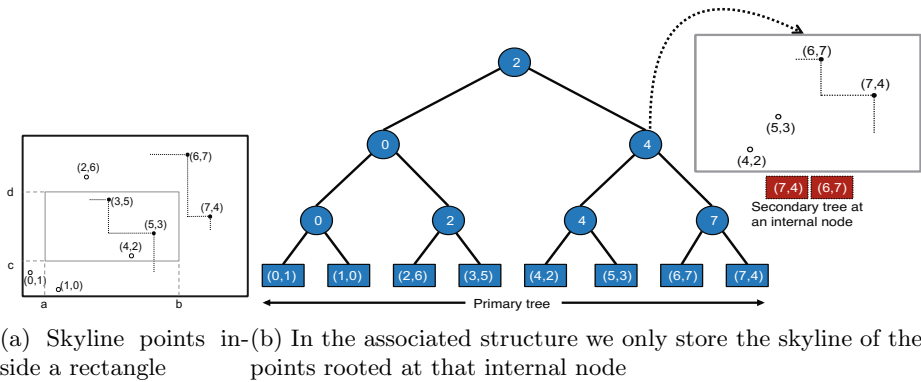 (2,6)
(6,7)
(3,5)
(7,4)
(5,3)
(4,2)
(0,1)
(1,0)
d
c
a
b
2
0
4
0
2
4
7
(0,1) (1,0) (2,6) (3,5) (4,2) (5,3) (6,7) (7,4)
Primary tree
(6,7)
(7,4)
(5,3)
(4,2)
(7,4) (6,7)
Secondary tree at
an internal node
(a) Skyline points in-
side a rectangle
(b) In the associated structure we only store the skyline of the
points rooted at that internal node